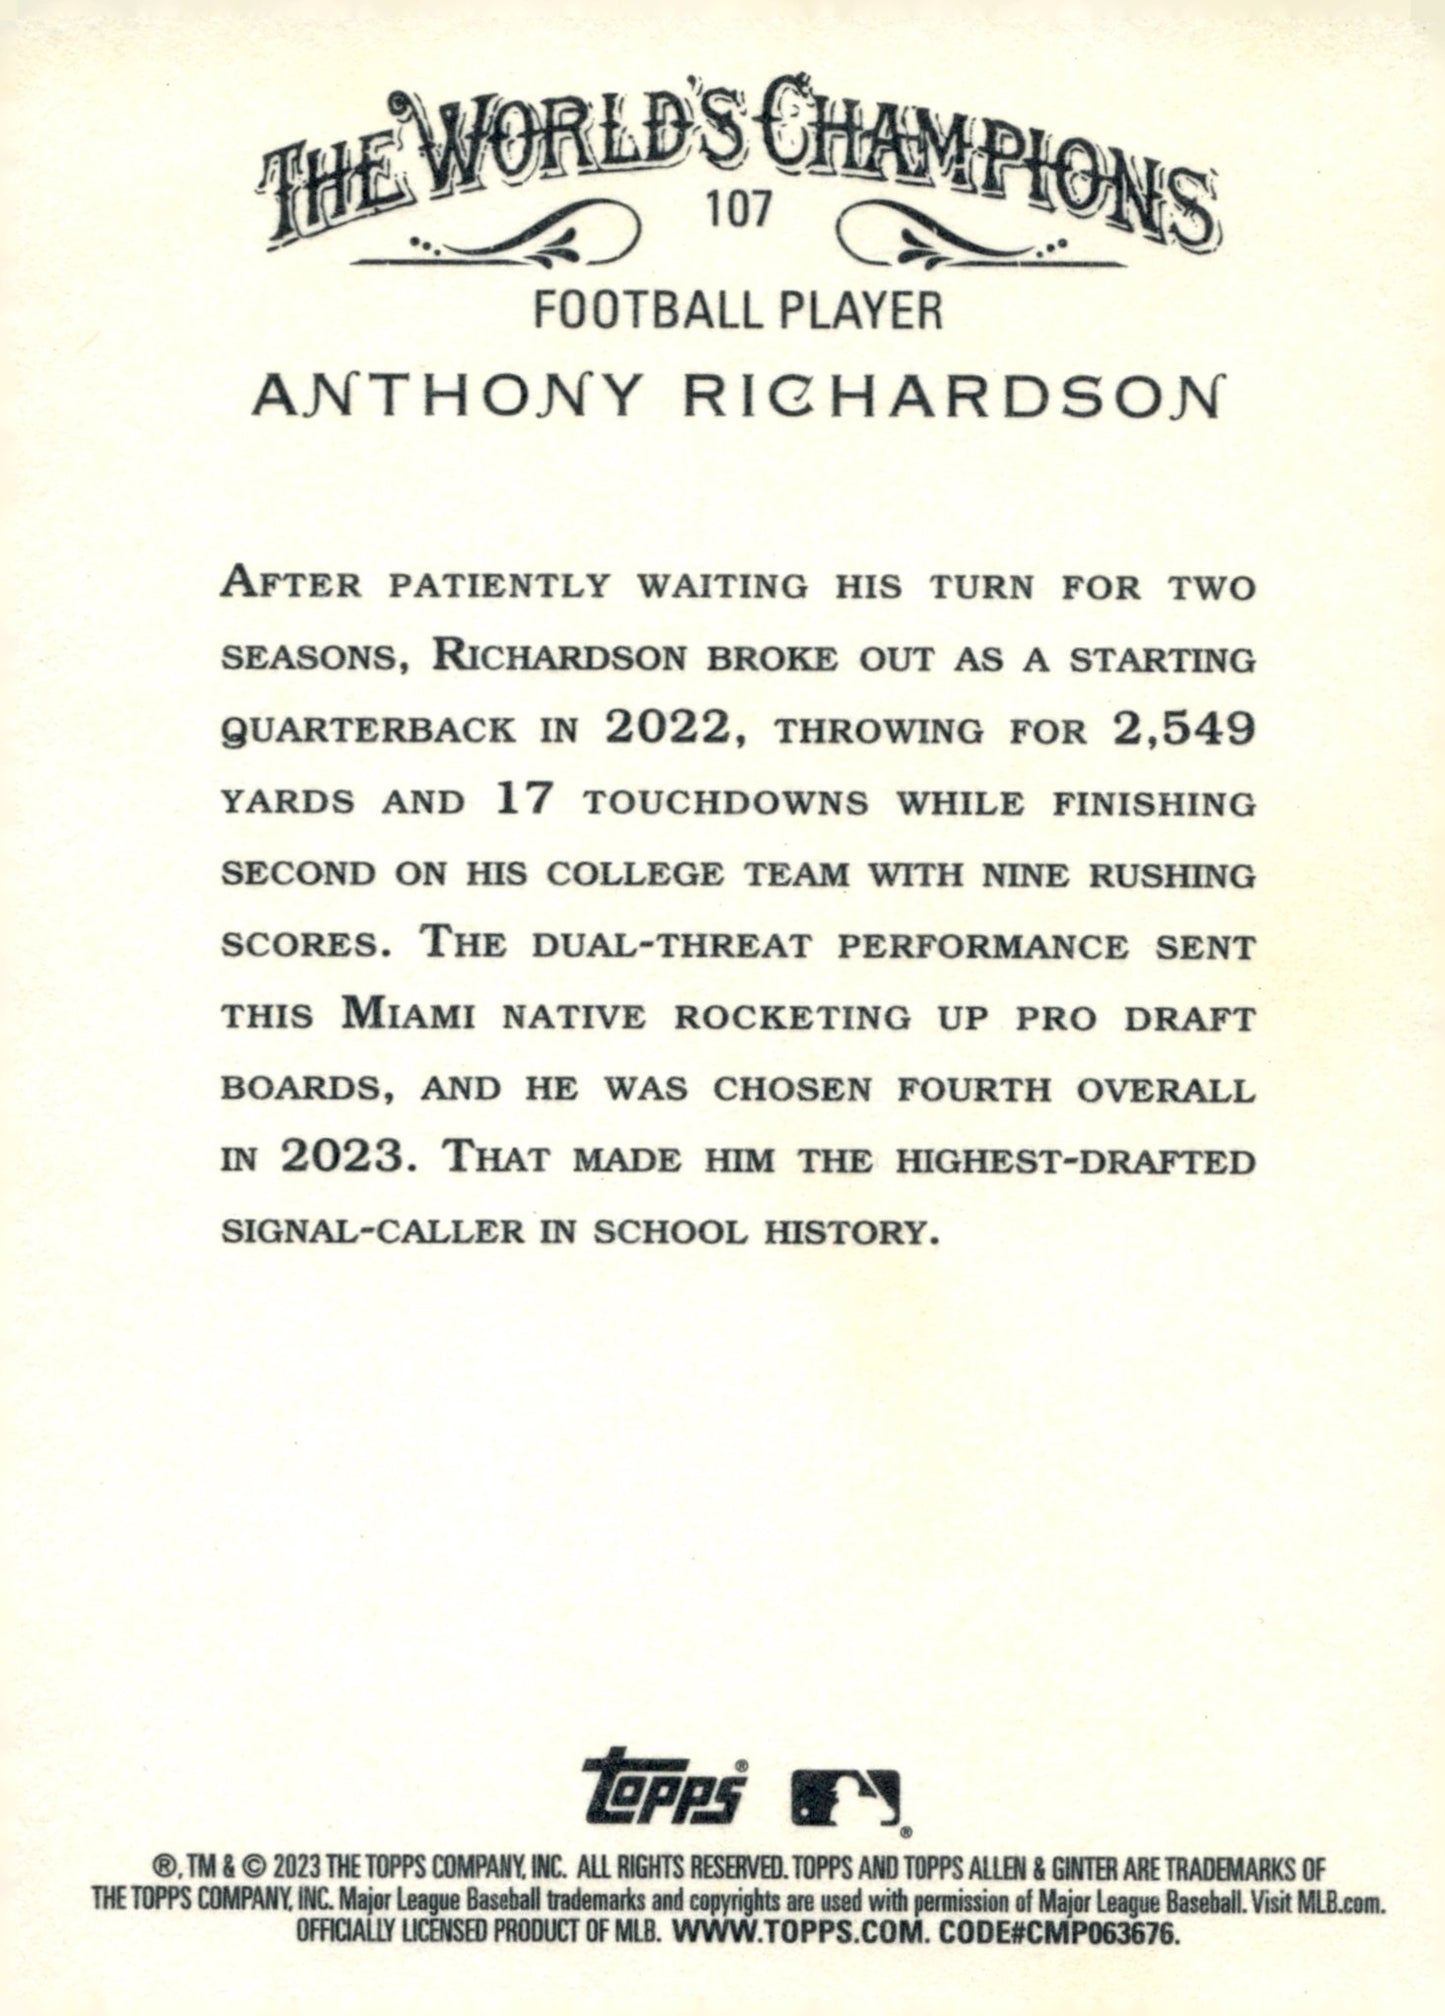 THE WORLD'S CHAMPIONS
107
FOOTBALL PLAYER
ANTHONY RICHARDSON
AFTER PATIENTLY WAITING HIS TURN FOR TWO
SEASONS, RICHARDSON BROKE OUT AS A STARTING
QUARTERBACK IN 2022, THROWING FOR 2,549
YARDS AND 17 TOUCHDOWNS WHILE FINISHING
SECOND ON HIS COLLEGE TEAM WITH NINE RUSHING
SCORES. THE DUAL-THREAT PERFORMANCE SENT
THIS MIAMI NATIVE ROCKETING UP PRO DRAFT
BOARDS, AND HE WAS CHOSEN FOURTH OVERALL
IN 2023. THAT MADE HIM THE HIGHEST-DRAFTED
SIGNAL-CALLER IN SCHOOL HISTORY.
topps® ®
®, TM & © 2023 THE TOPPS COMPANY, INC. ALL RIGHTS RESERVED. TOPPS AND TOPPS ALLEN & GINTER ARE TRADEMARKS OF
THE TOPPS COMPANY, INC. Major League Baseball trademarks and copyrights are used with permission of Major League Baseball. Visit MLB.com.
OFFICIALLY LICENSED PRODUCT OF MLB. WWW.TOPPS.COM. CODE#CMP063676.